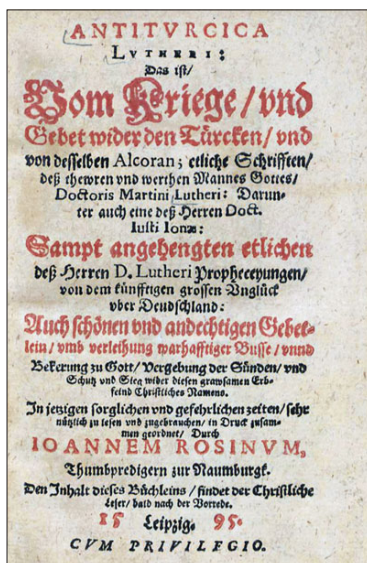 ANTITVRCICA
LVTHERI:
Das ist/
Vom Kriege/ vnd
Gebet wider den Türcken/ vnd
von desselben Alcoran; etliche Schrifften/
deß thewren vnd werthen Mannes Gottes/
Doctoris Martini Lutheri: Darun-
ter auch eine deß Herren Doct.
Iusti Ionæ:
Sampt angehengten etlichen
deß Herren D. Lutheri Propheceyungen/
von dem künfftigen grossen Vnglück
vber Deudschland:
Auch schönen vnd andechtigen Gebet-
lein/ vmb verleihung warhafftiger Busse/ vnnd
Bekerung zu Gott/ Vergebung der Sünden/ vnd
Schutz vnd Sieg wider diesen grawsamen Erb-
feind Christliches Namens.
In jetzigen sorglichen vnd gefehrlichen zeiten/ sehr
nützlich zu lesen vnd zugebrauchen/ in Druck zusam-
men geordnet/ Durch
IOANNEM ROSINVM,
Thumbpredigern zur Naumburgk.
Den Inhalt dieses Büchleins/ findet der Christliche
Leser/ bald nach der Vorrede.
15 Leipzig. 95.
CVM PRIVILEGIO.